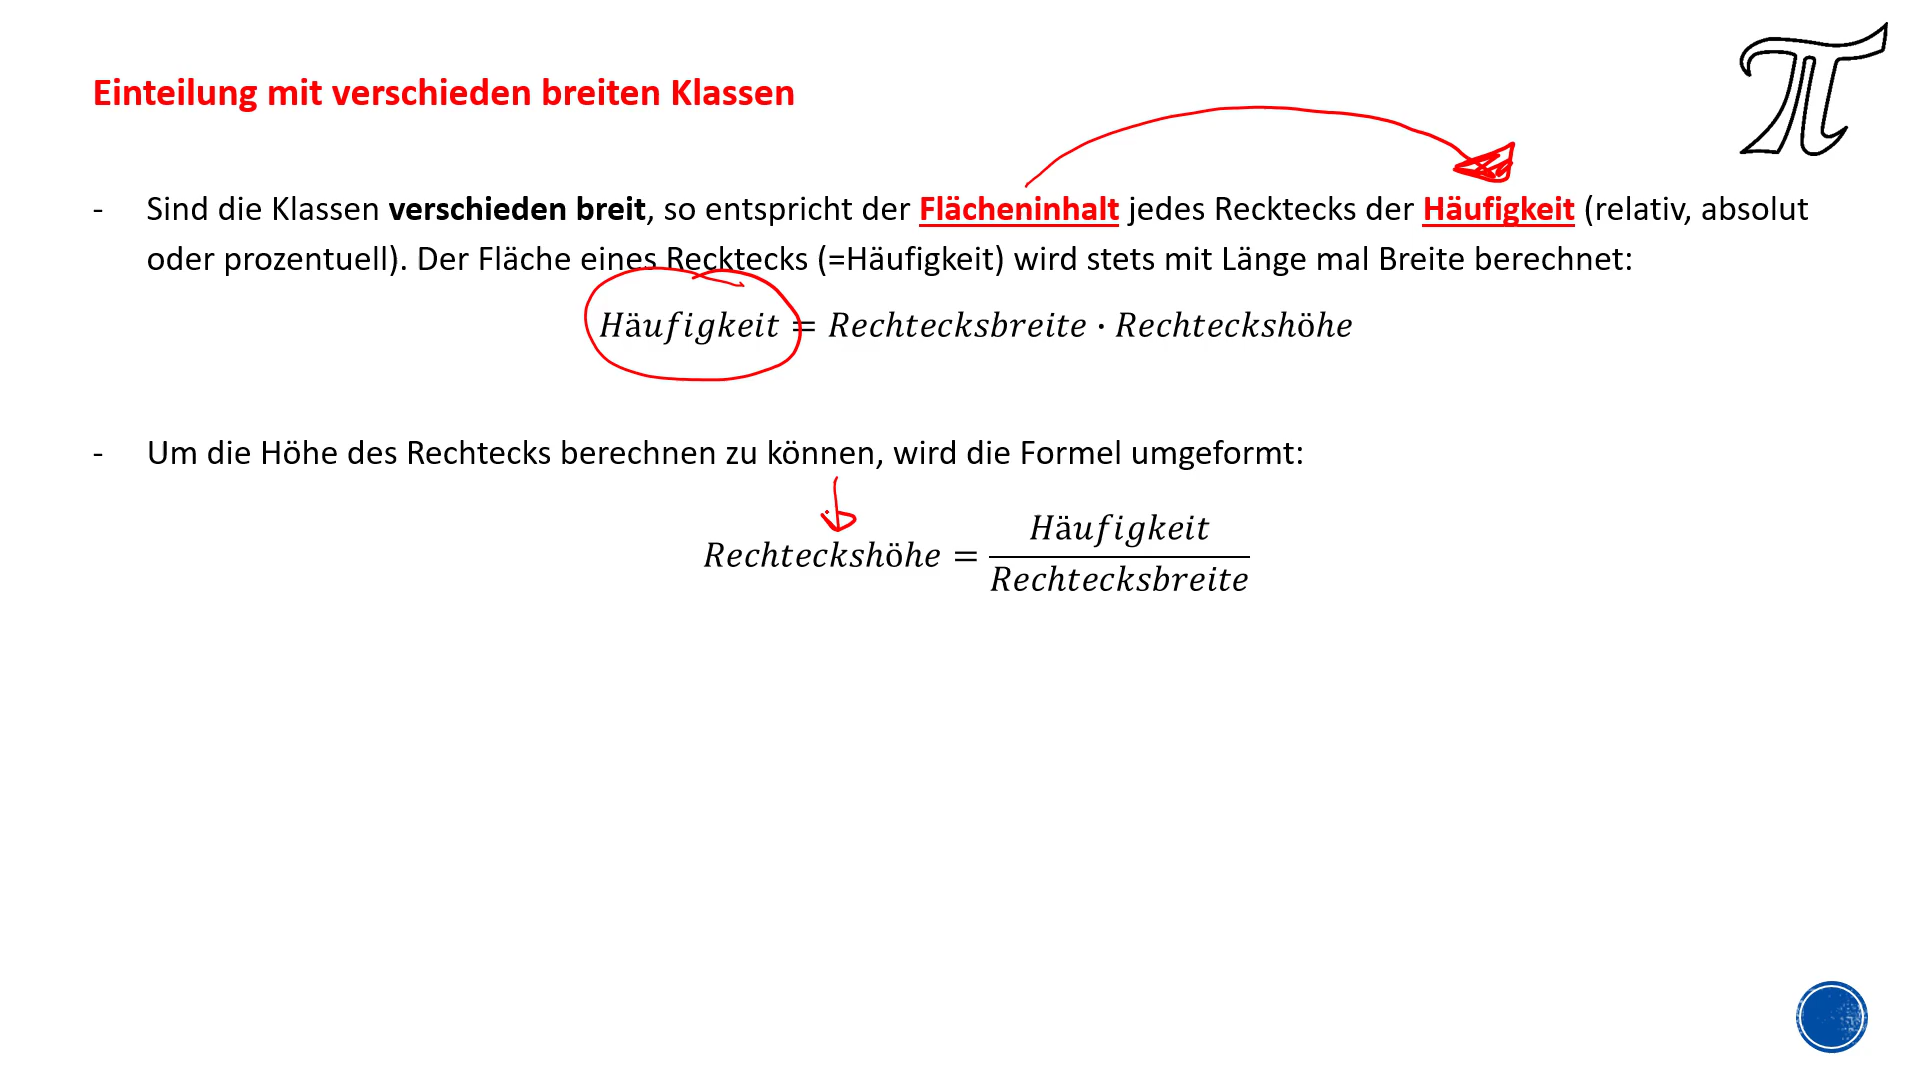 Einteilung mit verschieden breiten Klassen
- Sind die Klassen verschieden breit, so entspricht der Flächeninhalt jedes Recktecks der Häufigkeit (relativ, absolut
oder prozentuell). Der Fläche eines Recktecks (=Häufigkeit) wird stets mit Länge mal Breite berechnet:
Häufigkeit = Rechtecksbreite · Rechteckshöhe
- Um die Höhe des Rechtecks berechnen zu können, wird die Formel umgeformt:
Rechteckshöhe = Häufigkeit / Rechtecksbreite